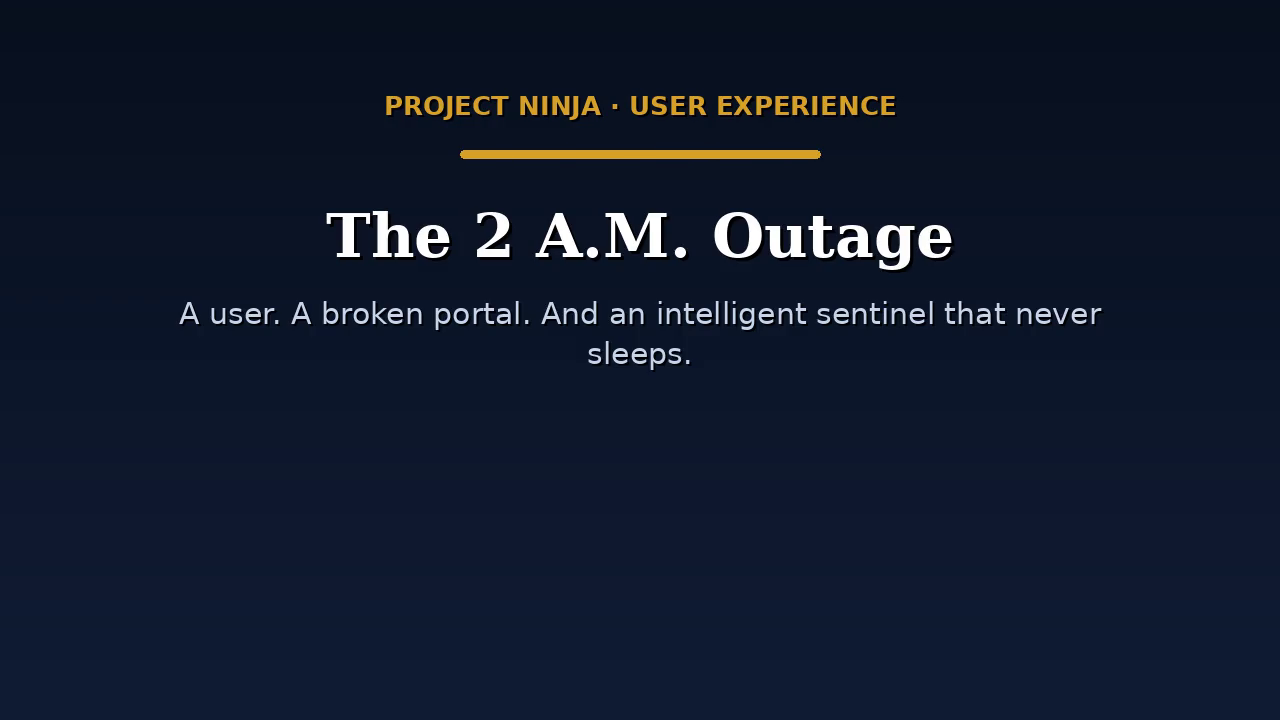 PROJECT NINJA · USER EXPERIENCE
The 2 A.M. Outage
A user. A broken portal. And an intelligent sentinel that never
sleeps.